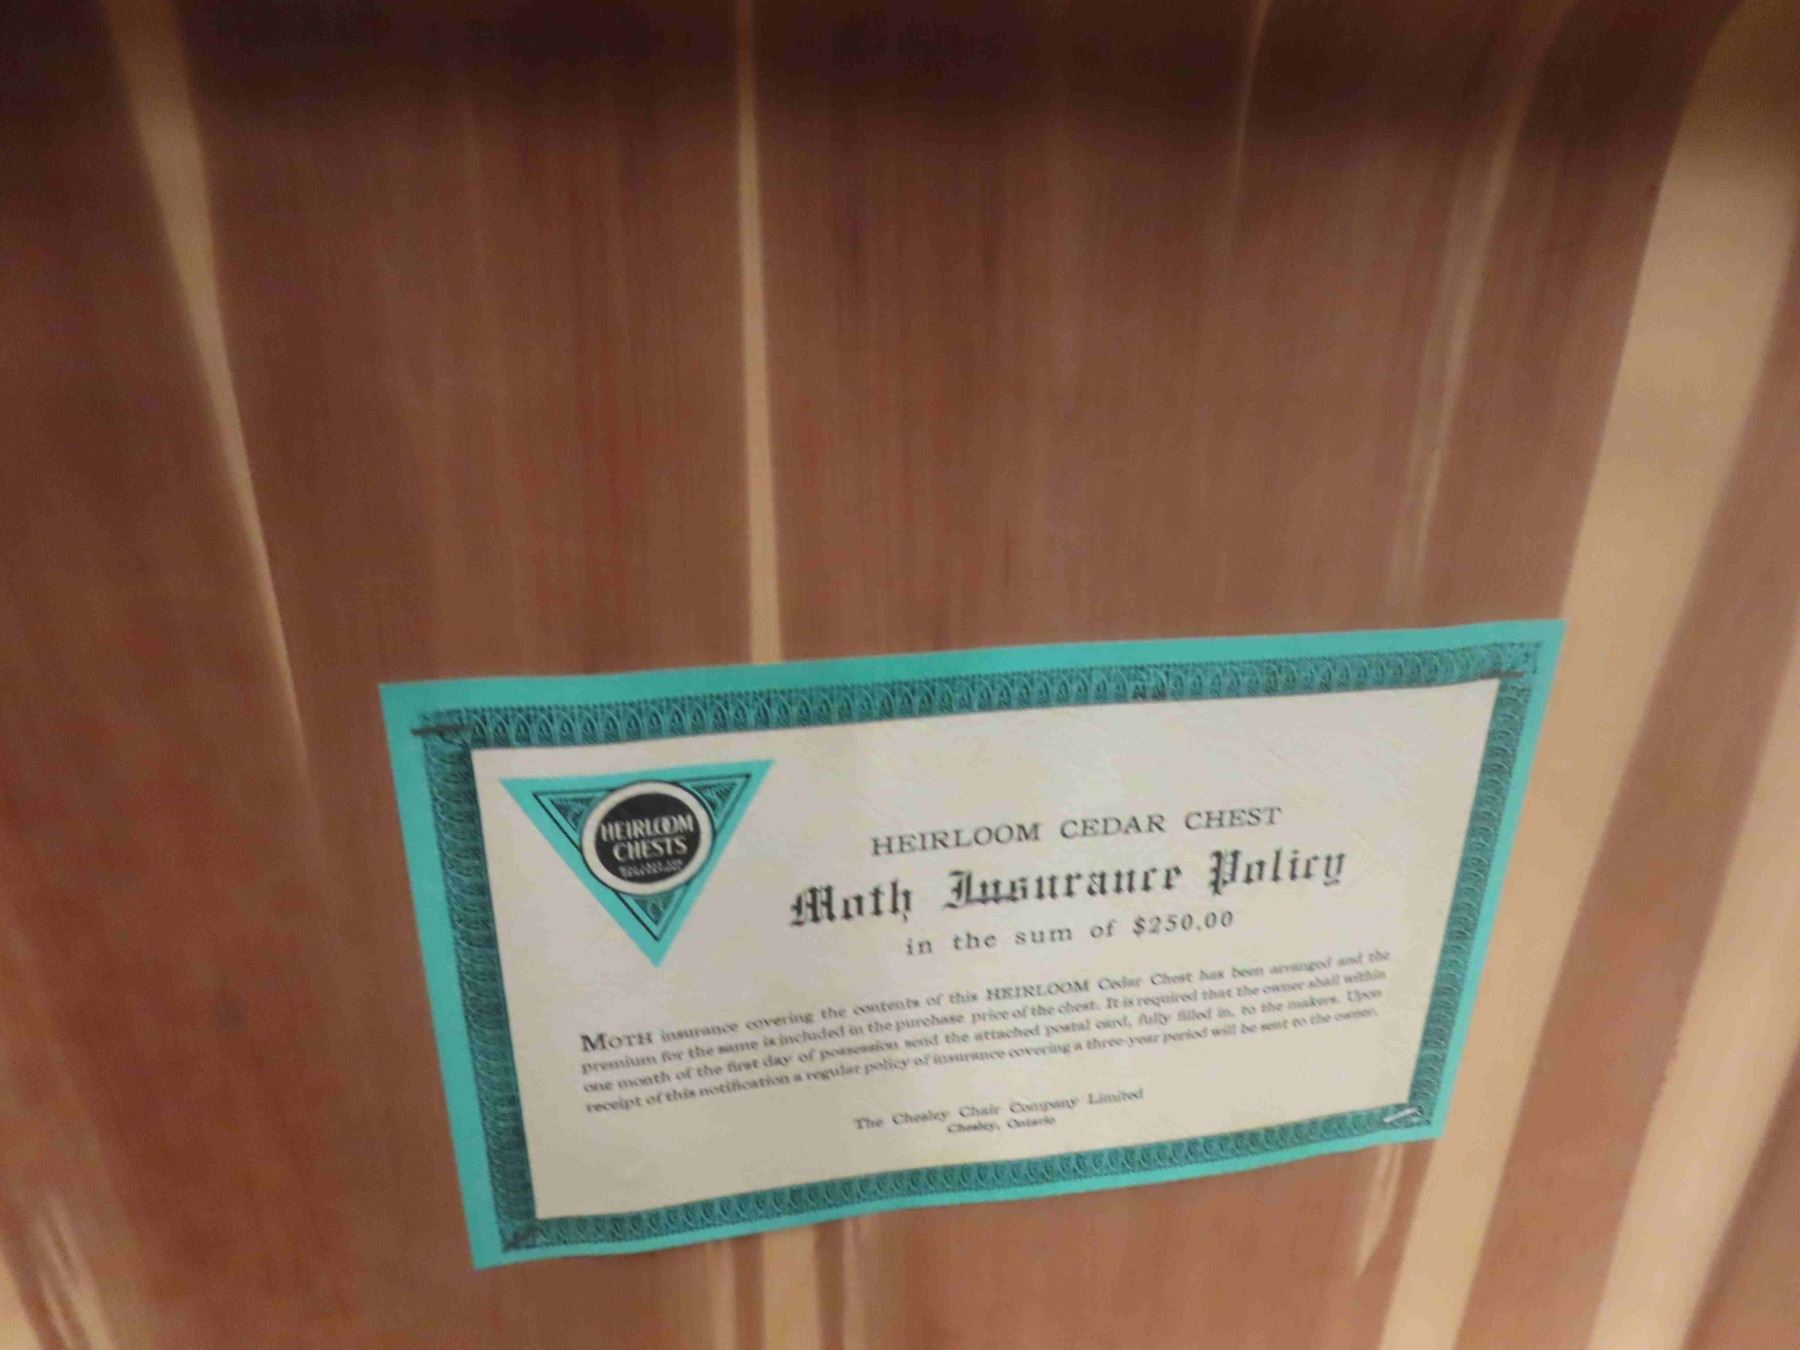 HEIRLOOM
CHESTS
HEIRLOOM CEDAR CHEST
Moth Insurance Policy
in the sum of $250.00
MOTH insurance covering the contents of this HEIRLOOM Cedar Chest has been arranged and the
premium for the same is included in the purchase price of the chest. It is required that the owner shall within
one month of the first day of possession send the attached postal card, fully filled in, to the makers. Upon
receipt of this notification a regular policy of insurance covering a three-year period will be sent to the owner.
The Chesley Chair Company Limited
Chesley, Ontario